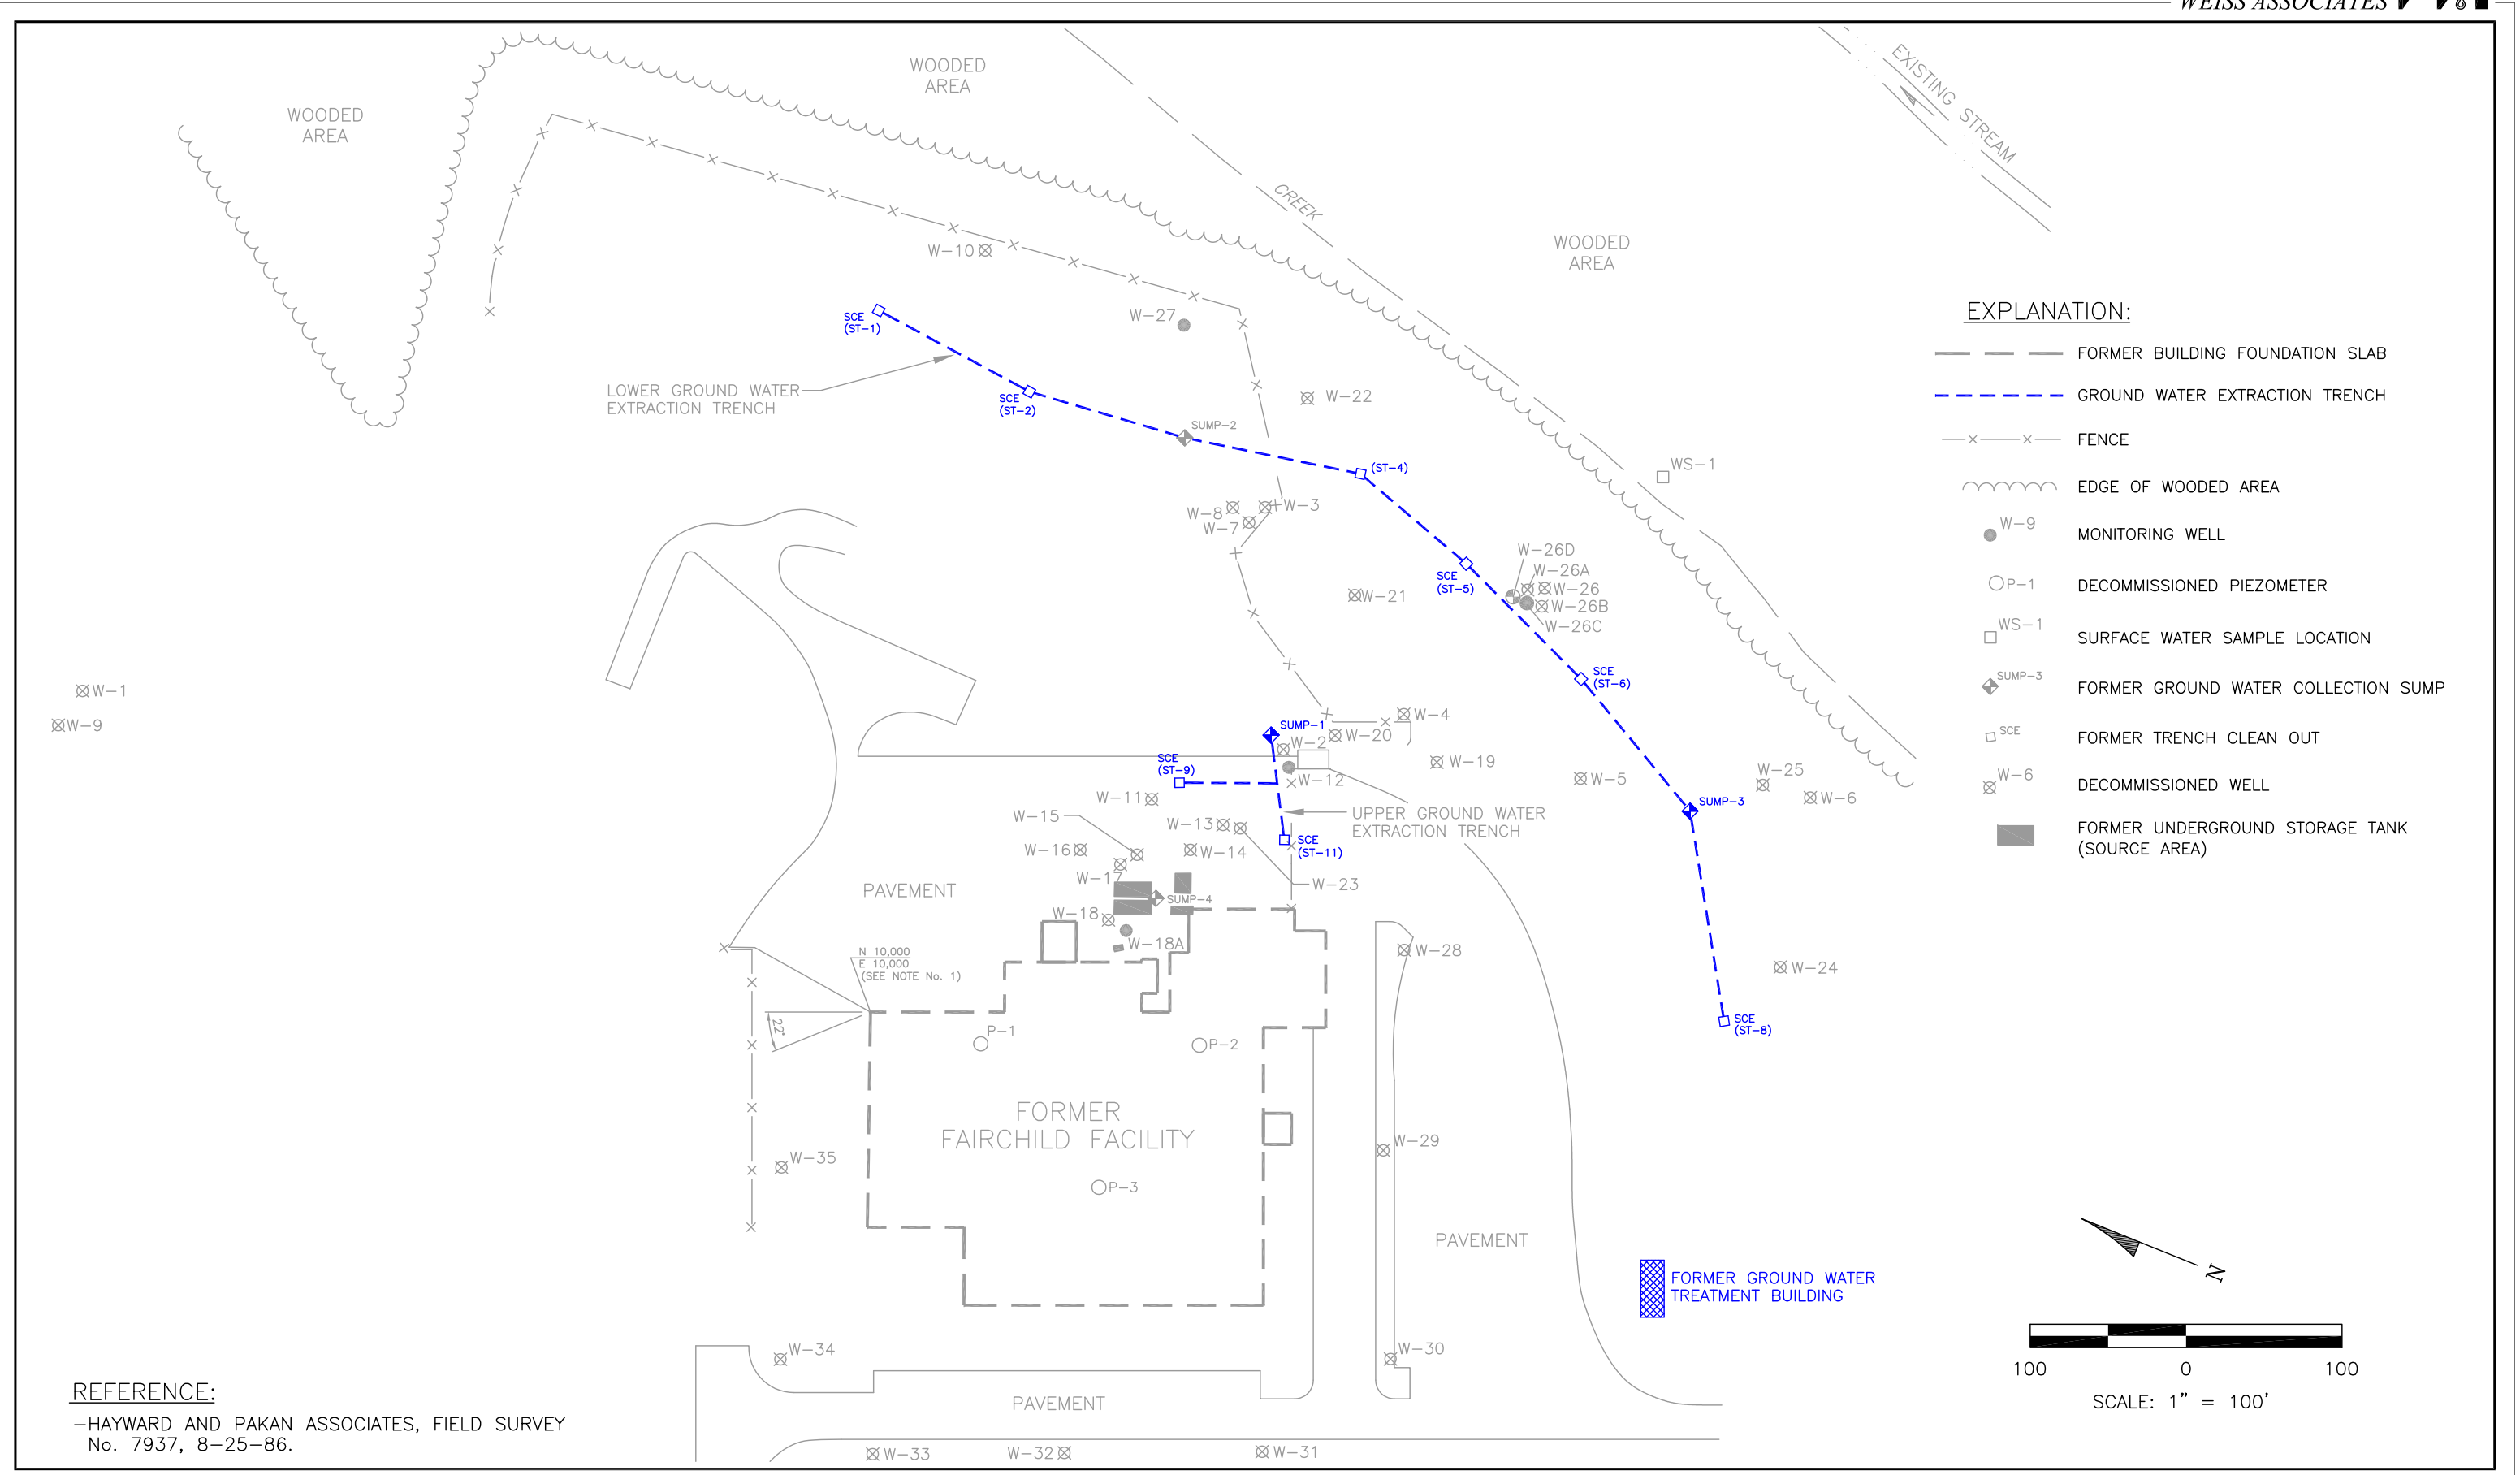 WEISS ASSOCIATES
WOODED
AREA
WOODED
AREA
EXISTING STREAM
CREEK
WOODED
AREA
W-10
W-27
SCE
(ST-1)
LOWER GROUND WATER
EXTRACTION TRENCH
SCE
(ST-2)
W-22
SUMP-2
(ST-4)
WS-1
W-8
W-3
W-7
W-26D
W-26A
W-26
W-26B
W-26C
SCE
(ST-5)
W-21
SCE
(ST-6)
W-1
W-9
W-4
SUMP-1
W-20
W-2
SCE
(ST-9)
W-12
W-19
W-5
W-25
W-6
SUMP-3
W-11
W-15
W-13
UPPER GROUND WATER
EXTRACTION TRENCH
W-16
W-14
SCE
(ST-11)
W-17
W-23
PAVEMENT
SUMP-4
W-18
W-18A
N 10,000
E 10,000
(SEE NOTE No. 1)
22°
W-28
W-24
SCE
(ST-8)
P-1
P-2
FORMER
FAIRCHILD FACILITY
P-3
W-35
W-29
PAVEMENT
FORMER GROUND WATER
TREATMENT BUILDING
W-34
W-30
PAVEMENT
W-33
W-32
W-31
EXPLANATION:
FORMER BUILDING FOUNDATION SLAB
GROUND WATER EXTRACTION TRENCH
FENCE
EDGE OF WOODED AREA
W-9
MONITORING WELL
P-1
DECOMMISSIONED PIEZOMETER
WS-1
SURFACE WATER SAMPLE LOCATION
SUMP-3
FORMER GROUND WATER COLLECTION SUMP
SCE
FORMER TRENCH CLEAN OUT
W-6
DECOMMISSIONED WELL
FORMER UNDERGROUND STORAGE TANK
(SOURCE AREA)
N
100 0 100
SCALE: 1" = 100'
REFERENCE:
-HAYWARD AND PAKAN ASSOCIATES, FIELD SURVEY
No. 7937, 8-25-86.